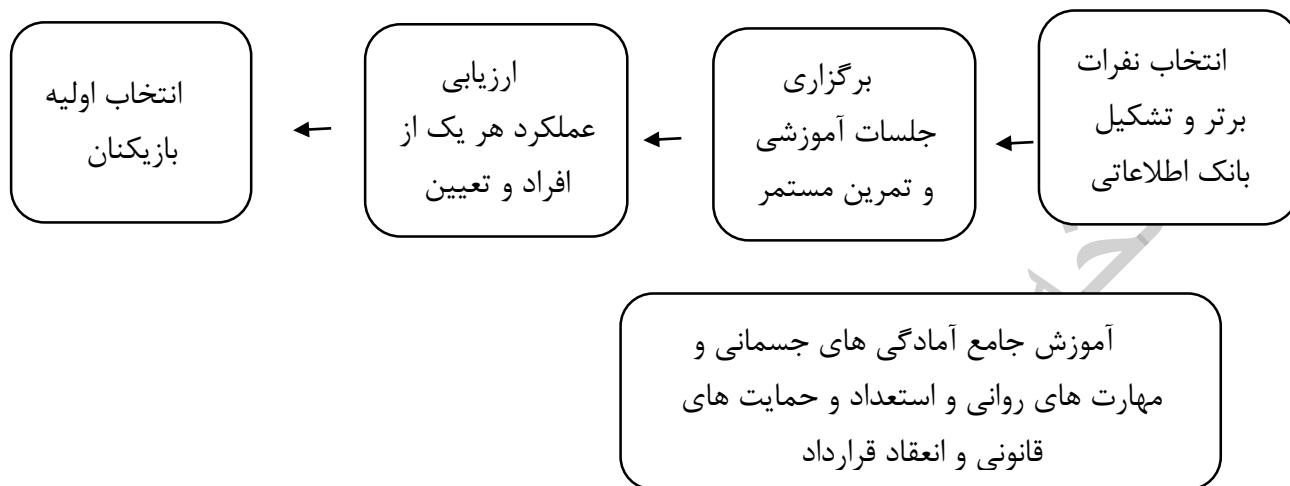 انتخاب نفرات
برتر و تشکیل
بانک اطلاعاتی
برگزاری
جلسات آموزشی
و تمرین مستمر
ارزیابی
عملکرد هر یک از
افراد و تعیین
انتخاب اولیه
بازیکنان
آموزش جامع آمادگی های جسمانی و
مهارت های روانی و استعداد و حمایت های
قانونی و انعقاد قرارداد